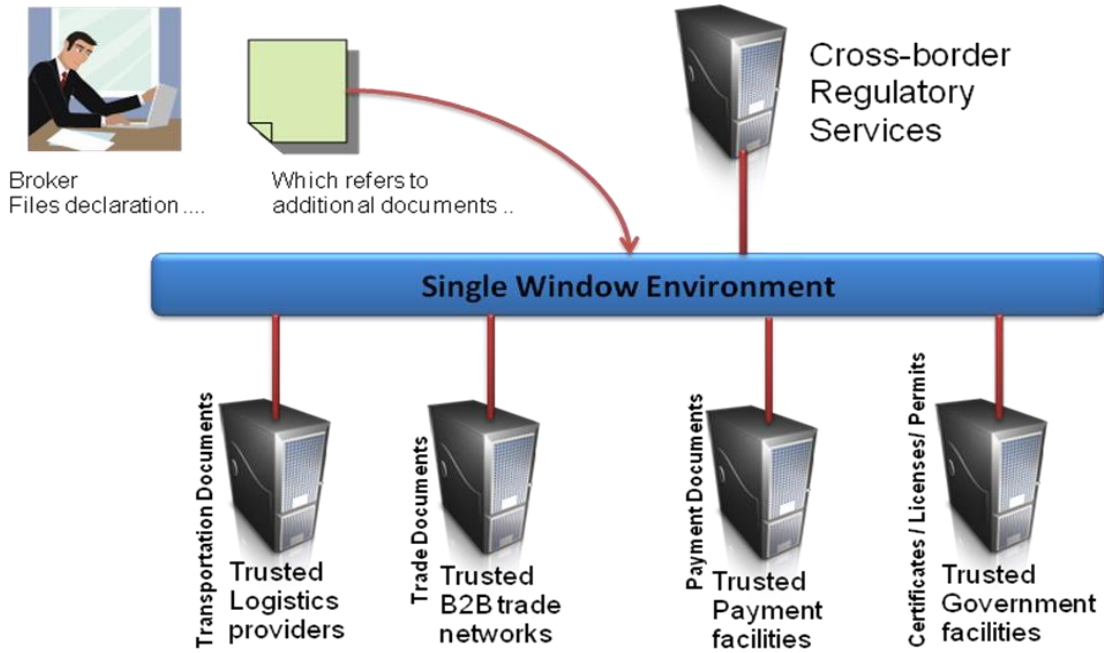 Cross-border
Regulatory
Services
Broker
Files declaration ....
Which refers to
additional documents ..
Single Window Environment
Transportation Documents
Trusted
Logistics
providers
Trade Documents
Trusted
B2B trade
networks
Payment Documents
Trusted
Payment
facilities
Certificates / Licenses/ Permits
Trusted
Government
facilities